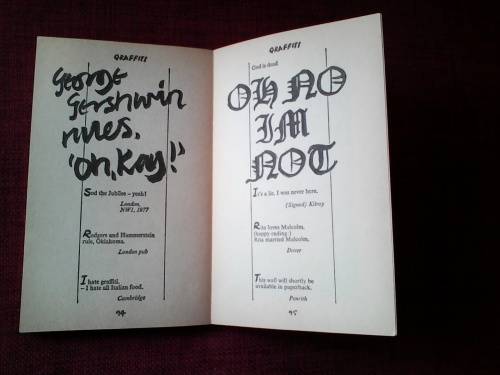 GRAFFITI
George
Gershwin
rules,
'Oh, Kay!'
Sod the Jubilee – yeah!
London,
NW1, 1977
Rodgers and Hammerstein
rule, Oklahoma.
London pub
I hate graffiti.
– I hate all Italian food.
Cambridge
94
GRAFFITI
God is dead.
OH NO
IM
NOT
It's a lie. I was never here.
(Signed) Kilroy
Rita loves Malcolm.
(happy ending)
Rita married Malcolm.
Dover
This wall will shortly be
available in paperback.
Penrith
95